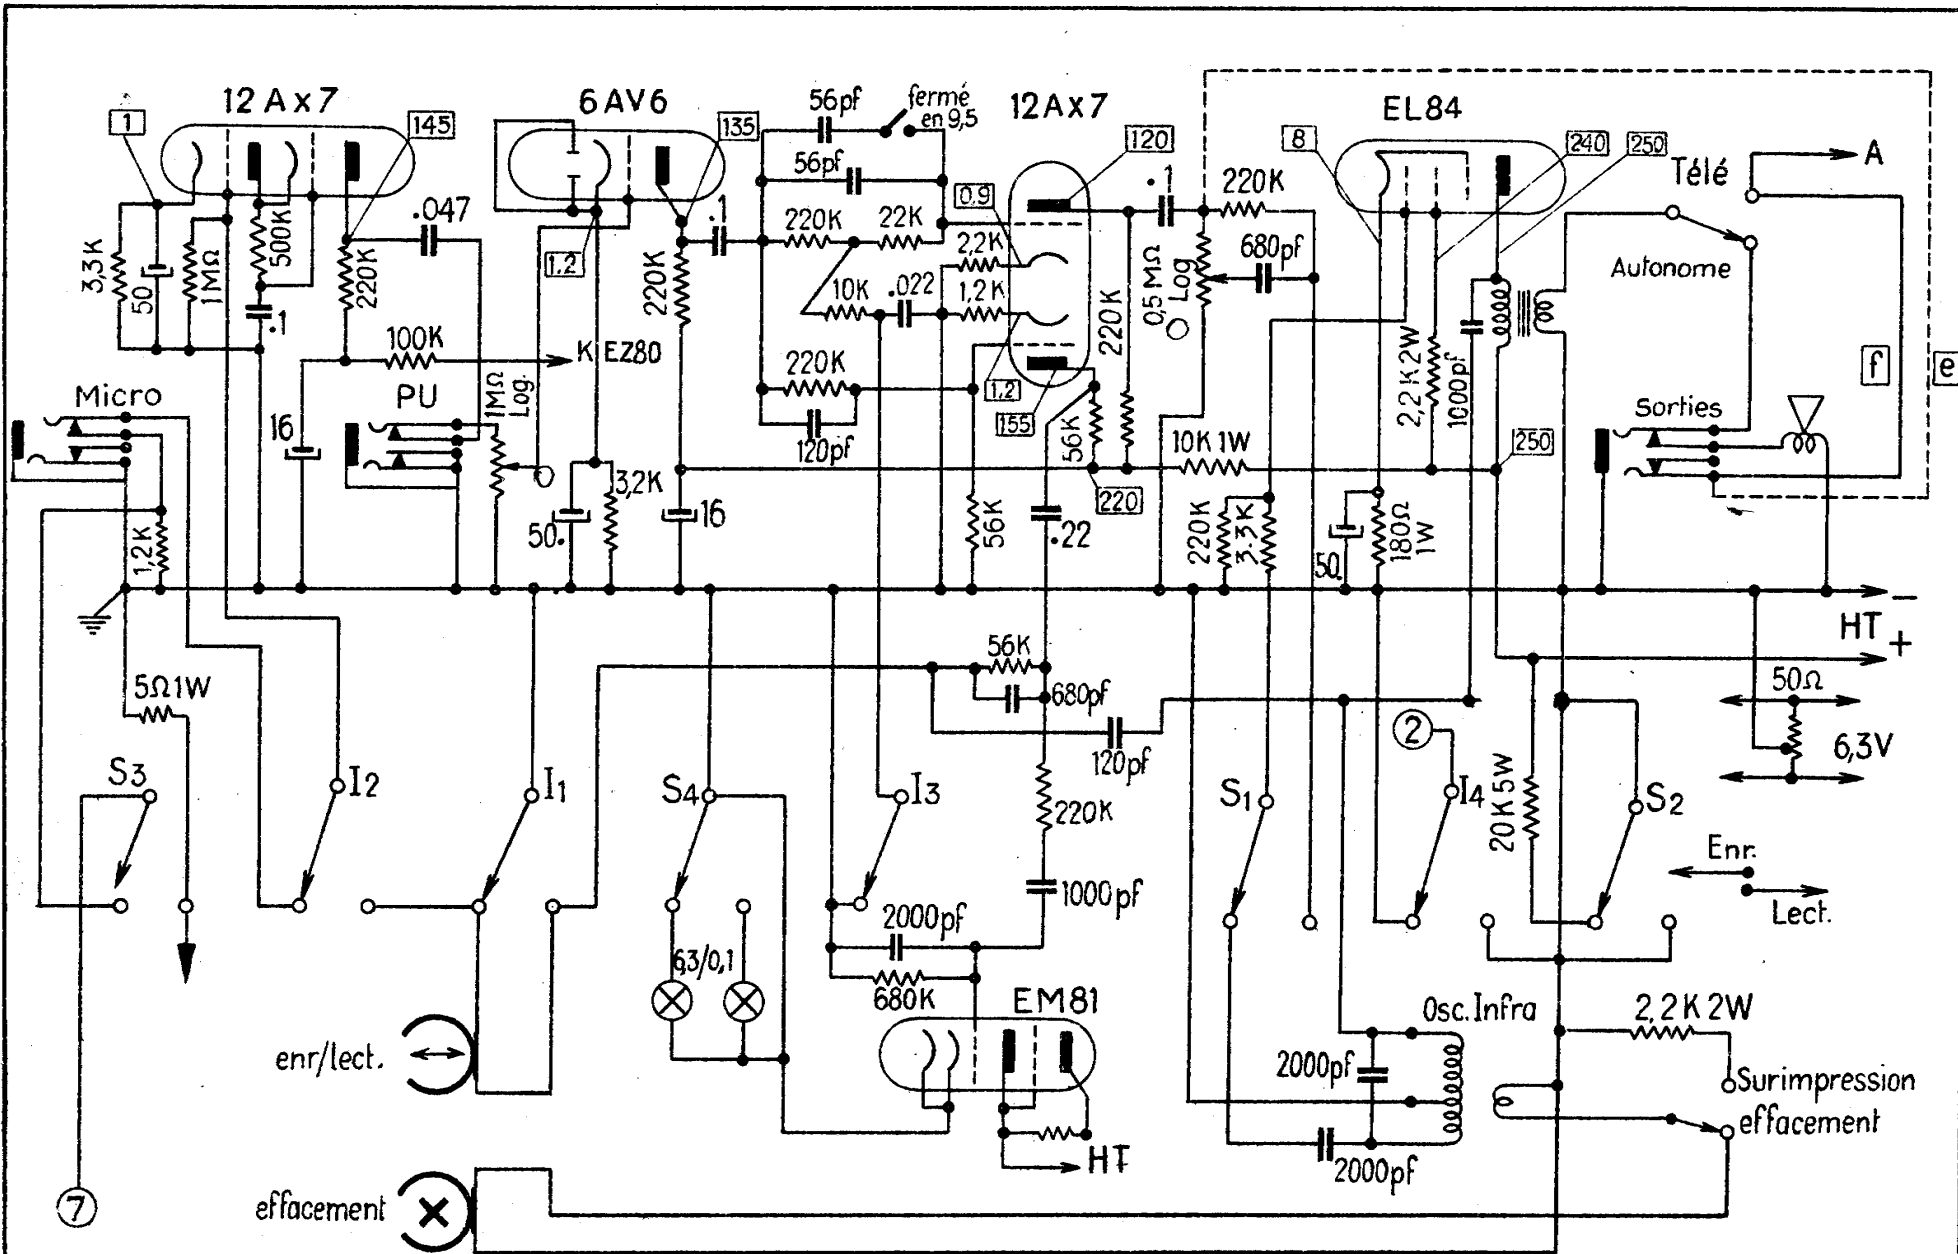 12AX7
6AV6
56pf
fermé
en 9,5
12AX7
EL84
1
145
135
120
8
240
250
Télé
A
.047
56pf
0,9
.1
220K
.1
220K
22K
2,2K
680pf
Autonome
3,3K
50
1MΩ
500K
.1
220K
1.2
220K
10K
.022
1,2K
220K
0,5MΩ
Log
2,2K 2W
1000pf
f
e
100K
K EZ80
220K
1,2
155
Micro
PU
1MΩ
Log.
120pf
56K
10K 1W
250
Sorties
16
3,2K
50.
16
56K
220
.22
220K
3.3K
50.
180Ω
1W
1,2K
−
HT
+
5Ω1W
56K
680pf
120pf
2
50Ω
6,3V
S3
I2
I1
S4
I3
220K
S1
I4
20K 5W
S2
Enr.
Lect.
2000pf
1000pf
6,3/0,1
680K
EM81
Osc. Infra
2,2K 2W
enr/lect.
2000pf
Surimpression
effacement
2000pf
HT
7
effacement